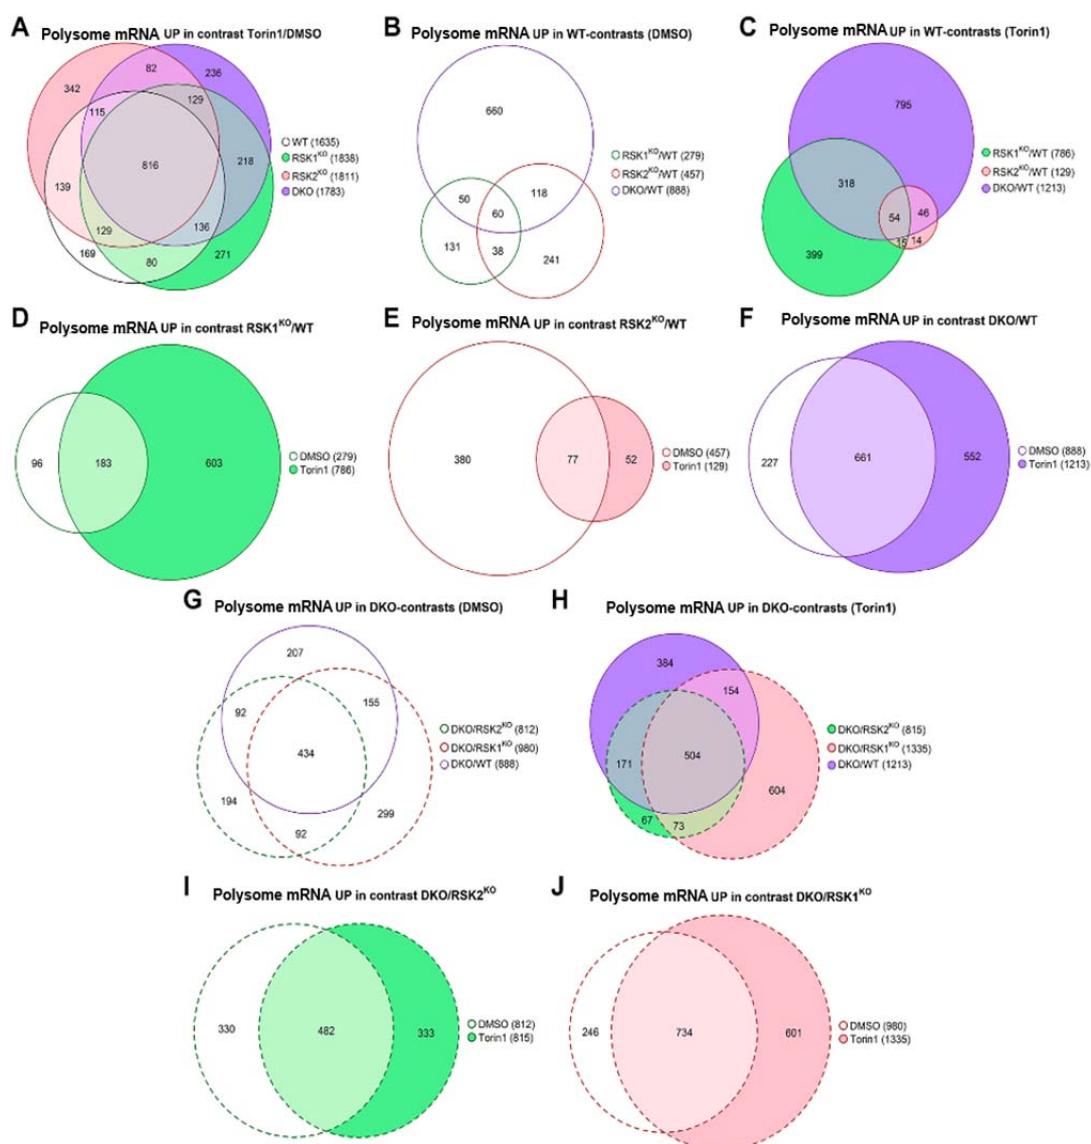 A Polysome mRNA UP in contrast Torin1/DMSO
342
82
236
115
129
816
218
139
129
136
169
80
271
WT (1635)
RSK1KO (1838)
RSK2KO (1811)
DKO (1783)
B Polysome mRNA UP in WT-contrasts (DMSO)
660
50
118
60
131
38
241
RSK1KO/WT (279)
RSK2KO/WT (457)
DKO/WT (888)
C Polysome mRNA UP in WT-contrasts (Torin1)
795
318
54
46
15
14
399
RSK1KO/WT (786)
RSK2KO/WT (129)
DKO/WT (1213)
D Polysome mRNA UP in contrast RSK1KO/WT
96
183
603
DMSO (279)
Torin1 (786)
E Polysome mRNA UP in contrast RSK2KO/WT
380
77
52
DMSO (457)
Torin1 (129)
F Polysome mRNA UP in contrast DKO/WT
227
661
552
DMSO (888)
Torin1 (1213)
G Polysome mRNA UP in DKO-contrasts (DMSO)
207
92
155
434
194
92
299
DKO/RSK2KO (812)
DKO/RSK1KO (980)
DKO/WT (888)
H Polysome mRNA UP in DKO-contrasts (Torin1)
384
154
171
504
604
67
73
DKO/RSK2KO (815)
DKO/RSK1KO (1335)
DKO/WT (1213)
I Polysome mRNA UP in contrast DKO/RSK2KO
330
482
333
DMSO (812)
Torin1 (815)
J Polysome mRNA UP in contrast DKO/RSK1KO
246
734
601
DMSO (980)
Torin1 (1335)